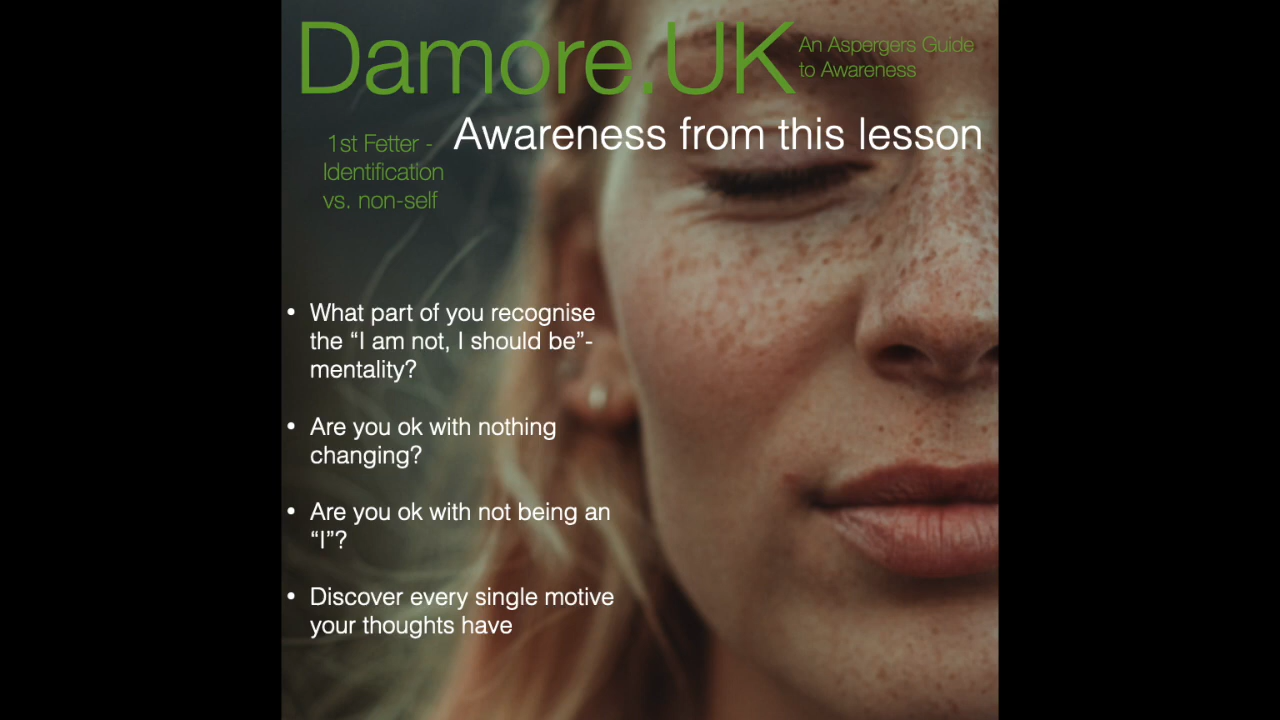 Damore.UK
An Aspergers Guide
to Awareness
1st Fetter -
Identification
vs. non-self
Awareness from this lesson
• What part of you recognise
the “I am not, I should be”-
mentality?
• Are you ok with nothing
changing?
• Are you ok with not being an
“I”?
• Discover every single motive
your thoughts have